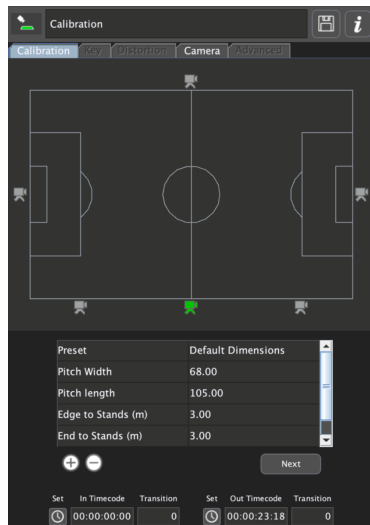 Calibration
i
Calibration Key Distortion Camera Advanced
Preset Default Dimensions
Pitch Width 68.00
Pitch length 105.00
Edge to Stands (m) 3.00
End to Stands (m) 3.00
Next
Set In Timecode Transition Set Out Timecode Transition
00:00:00:00 0 00:00:23:18 0